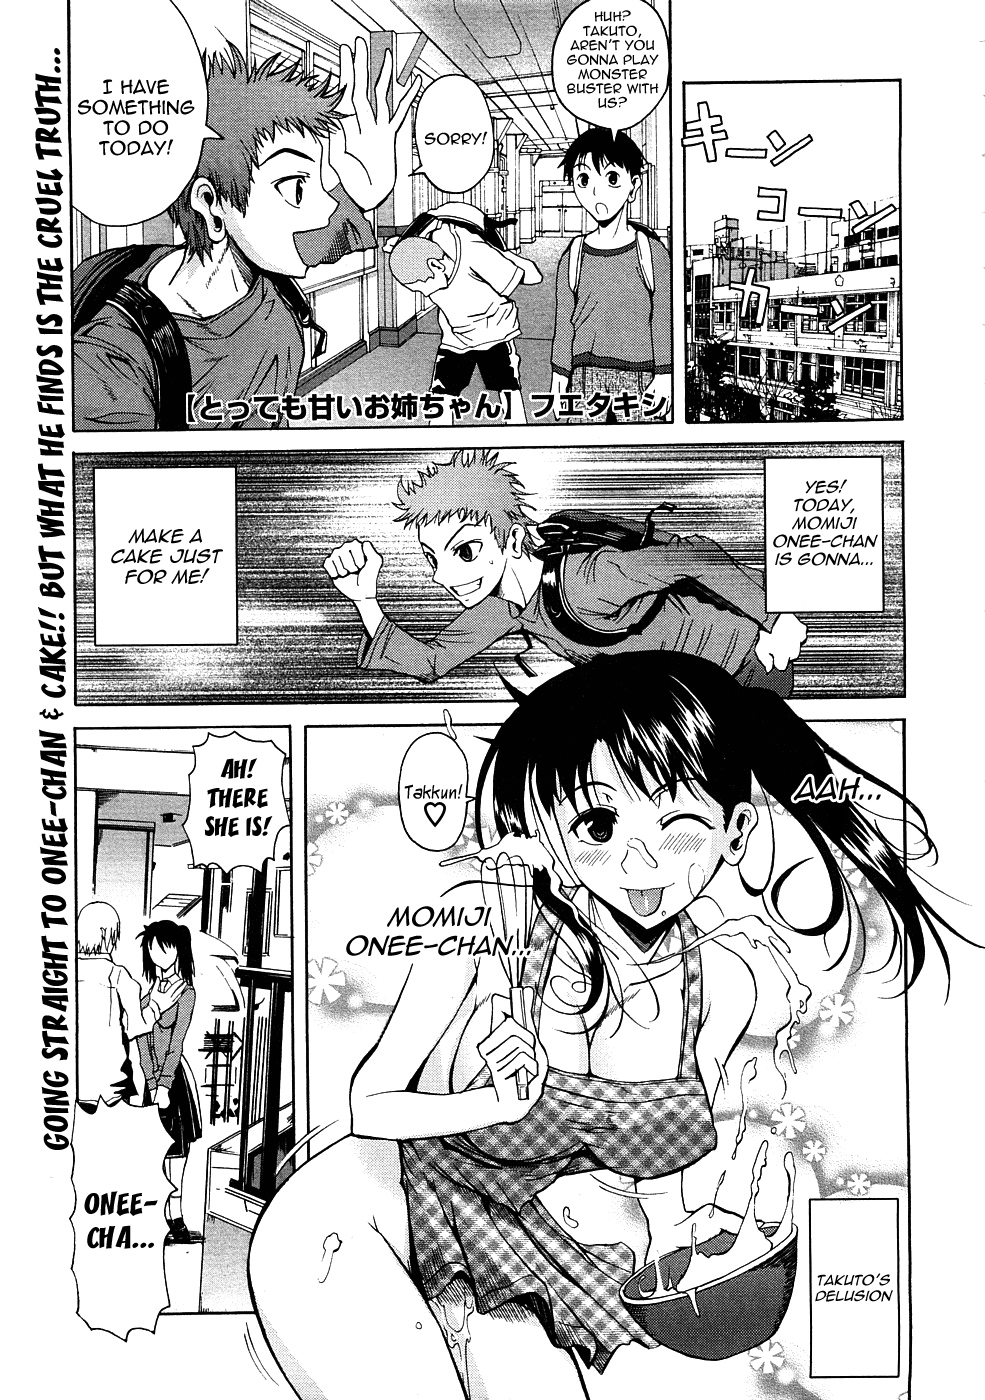 キーン
コーン
カーン
HUH?
TAKUTO,
AREN'T YOU
GONNA PLAY
MONSTER
BUSTER WITH
US?
SORRY!
I HAVE
SOMETHING
TO DO
TODAY!
【とっても甘いお姉ちゃん】 フエタキシ
GOING STRAIGHT TO ONEE-CHAN & CAKE!! BUT WHAT HE FINDS IS THE CRUEL TRUTH...
YES!
TODAY,
MOMIJI
ONEE-CHAN
IS GONNA...
MAKE A
CAKE JUST
FOR ME!
AAH...
Takkun!
♡
MOMIJI
ONEE-CHAN...
TAKUTO'S
DELUSION
AH!
THERE
SHE IS!
ONEE-
CHA...